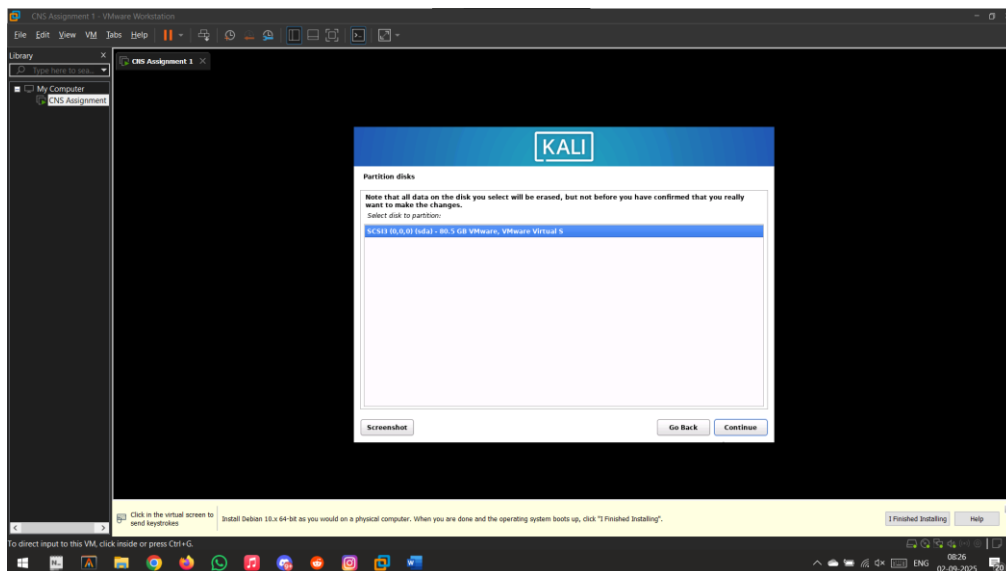 CNS Assignment 1 - VMware Workstation
File Edit View VM Tabs Help
Library
Type here to sea...
CNS Assignment 1
My Computer
CNS Assignment
KALI
Partition disks
Note that all data on the disk you select will be erased, but not before you have confirmed that you really
want to make the changes.
Select disk to partition:
SCSI3 (0,0,0) (sda) - 80.5 GB VMware, VMware Virtual S
Screenshot
Go Back
Continue
Click in the virtual screen to
send keystrokes
Install Debian 10.x 64-bit as you would on a physical computer. When you are done and the operating system boots up, click "I Finished Installing".
I Finished Installing
Help
To direct input to this VM, click inside or press Ctrl+G.
ENG
08:26
02-09-2025